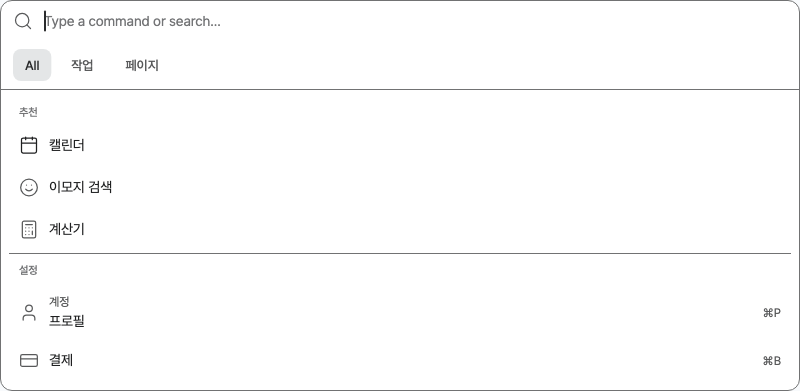 Type a command or search...
All 작업 페이지
추천
캘린더
이모지 검색
계산기
설정
계정
프로필 ⌘P
결제 ⌘B